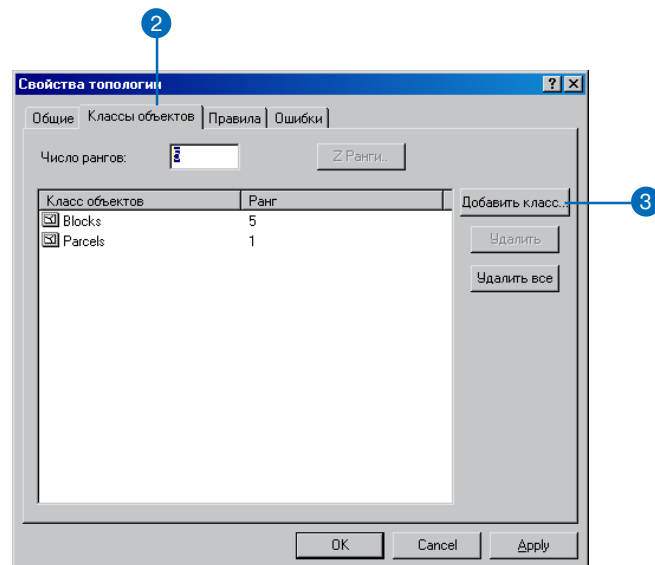 2
Свойства топологии
Общие Классы объектов Правила Ошибки
Число рангов: Z Ранги..
Класс объектов Ранг
Добавить класс...
3
Blocks 5
Parcels 1
Удалить
Удалить все
OK Cancel Apply